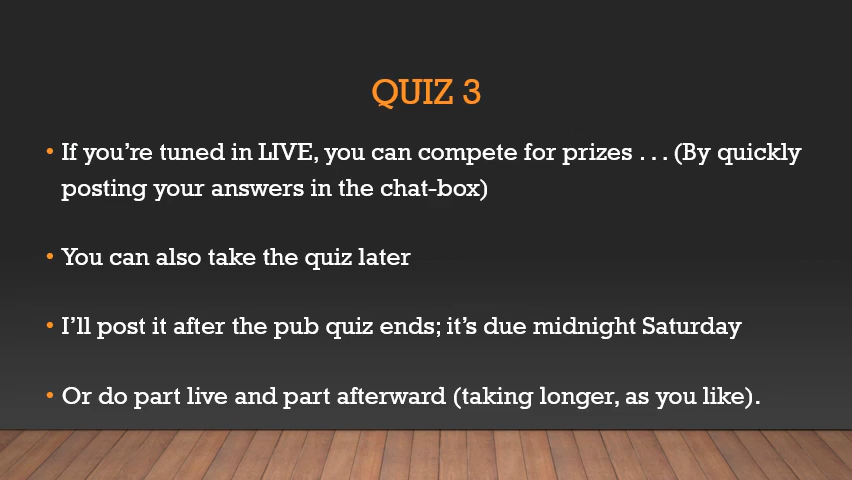 QUIZ 3
• If you’re tuned in LIVE, you can compete for prizes . . . (By quickly
posting your answers in the chat-box)
• You can also take the quiz later
• I’ll post it after the pub quiz ends; it’s due midnight Saturday
• Or do part live and part afterward (taking longer, as you like).